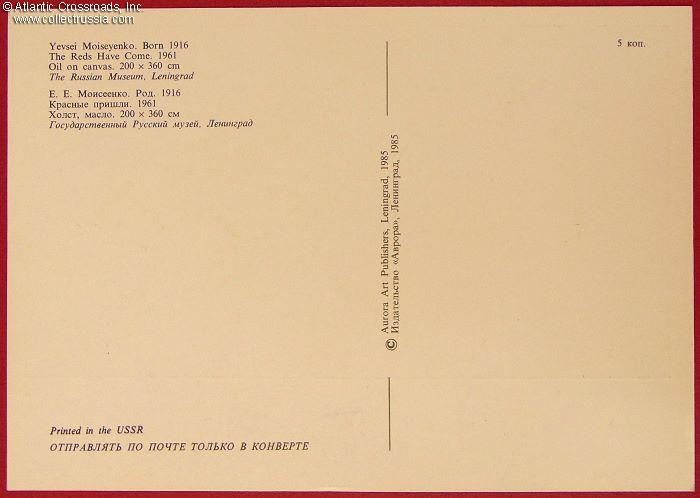 © Atlantic Crossroads, Inc
www.collectrussia.com
Yevsei Moiseyenko. Born 1916
The Reds Have Come. 1961
Oil on canvas. 200 × 360 cm
The Russian Museum, Leningrad
Е. Е. Моисеенко. Род. 1916
Красные пришли. 1961
Холст, масло. 200 × 360 см
Государственный Русский музей, Ленинград
5 коп.
© Aurora Art Publishers, Leningrad, 1985
Издательство «Аврора», Ленинград, 1985
Printed in the USSR
ОТПРАВЛЯТЬ ПО ПОЧТЕ ТОЛЬКО В КОНВЕРТЕ